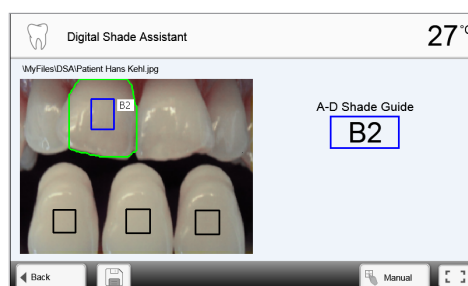 Digital Shade Assistant
27°C
\MyFiles\DSA\Patient Hans Kehl.jpg
B2
A-D Shade Guide
B2
Back
Manual